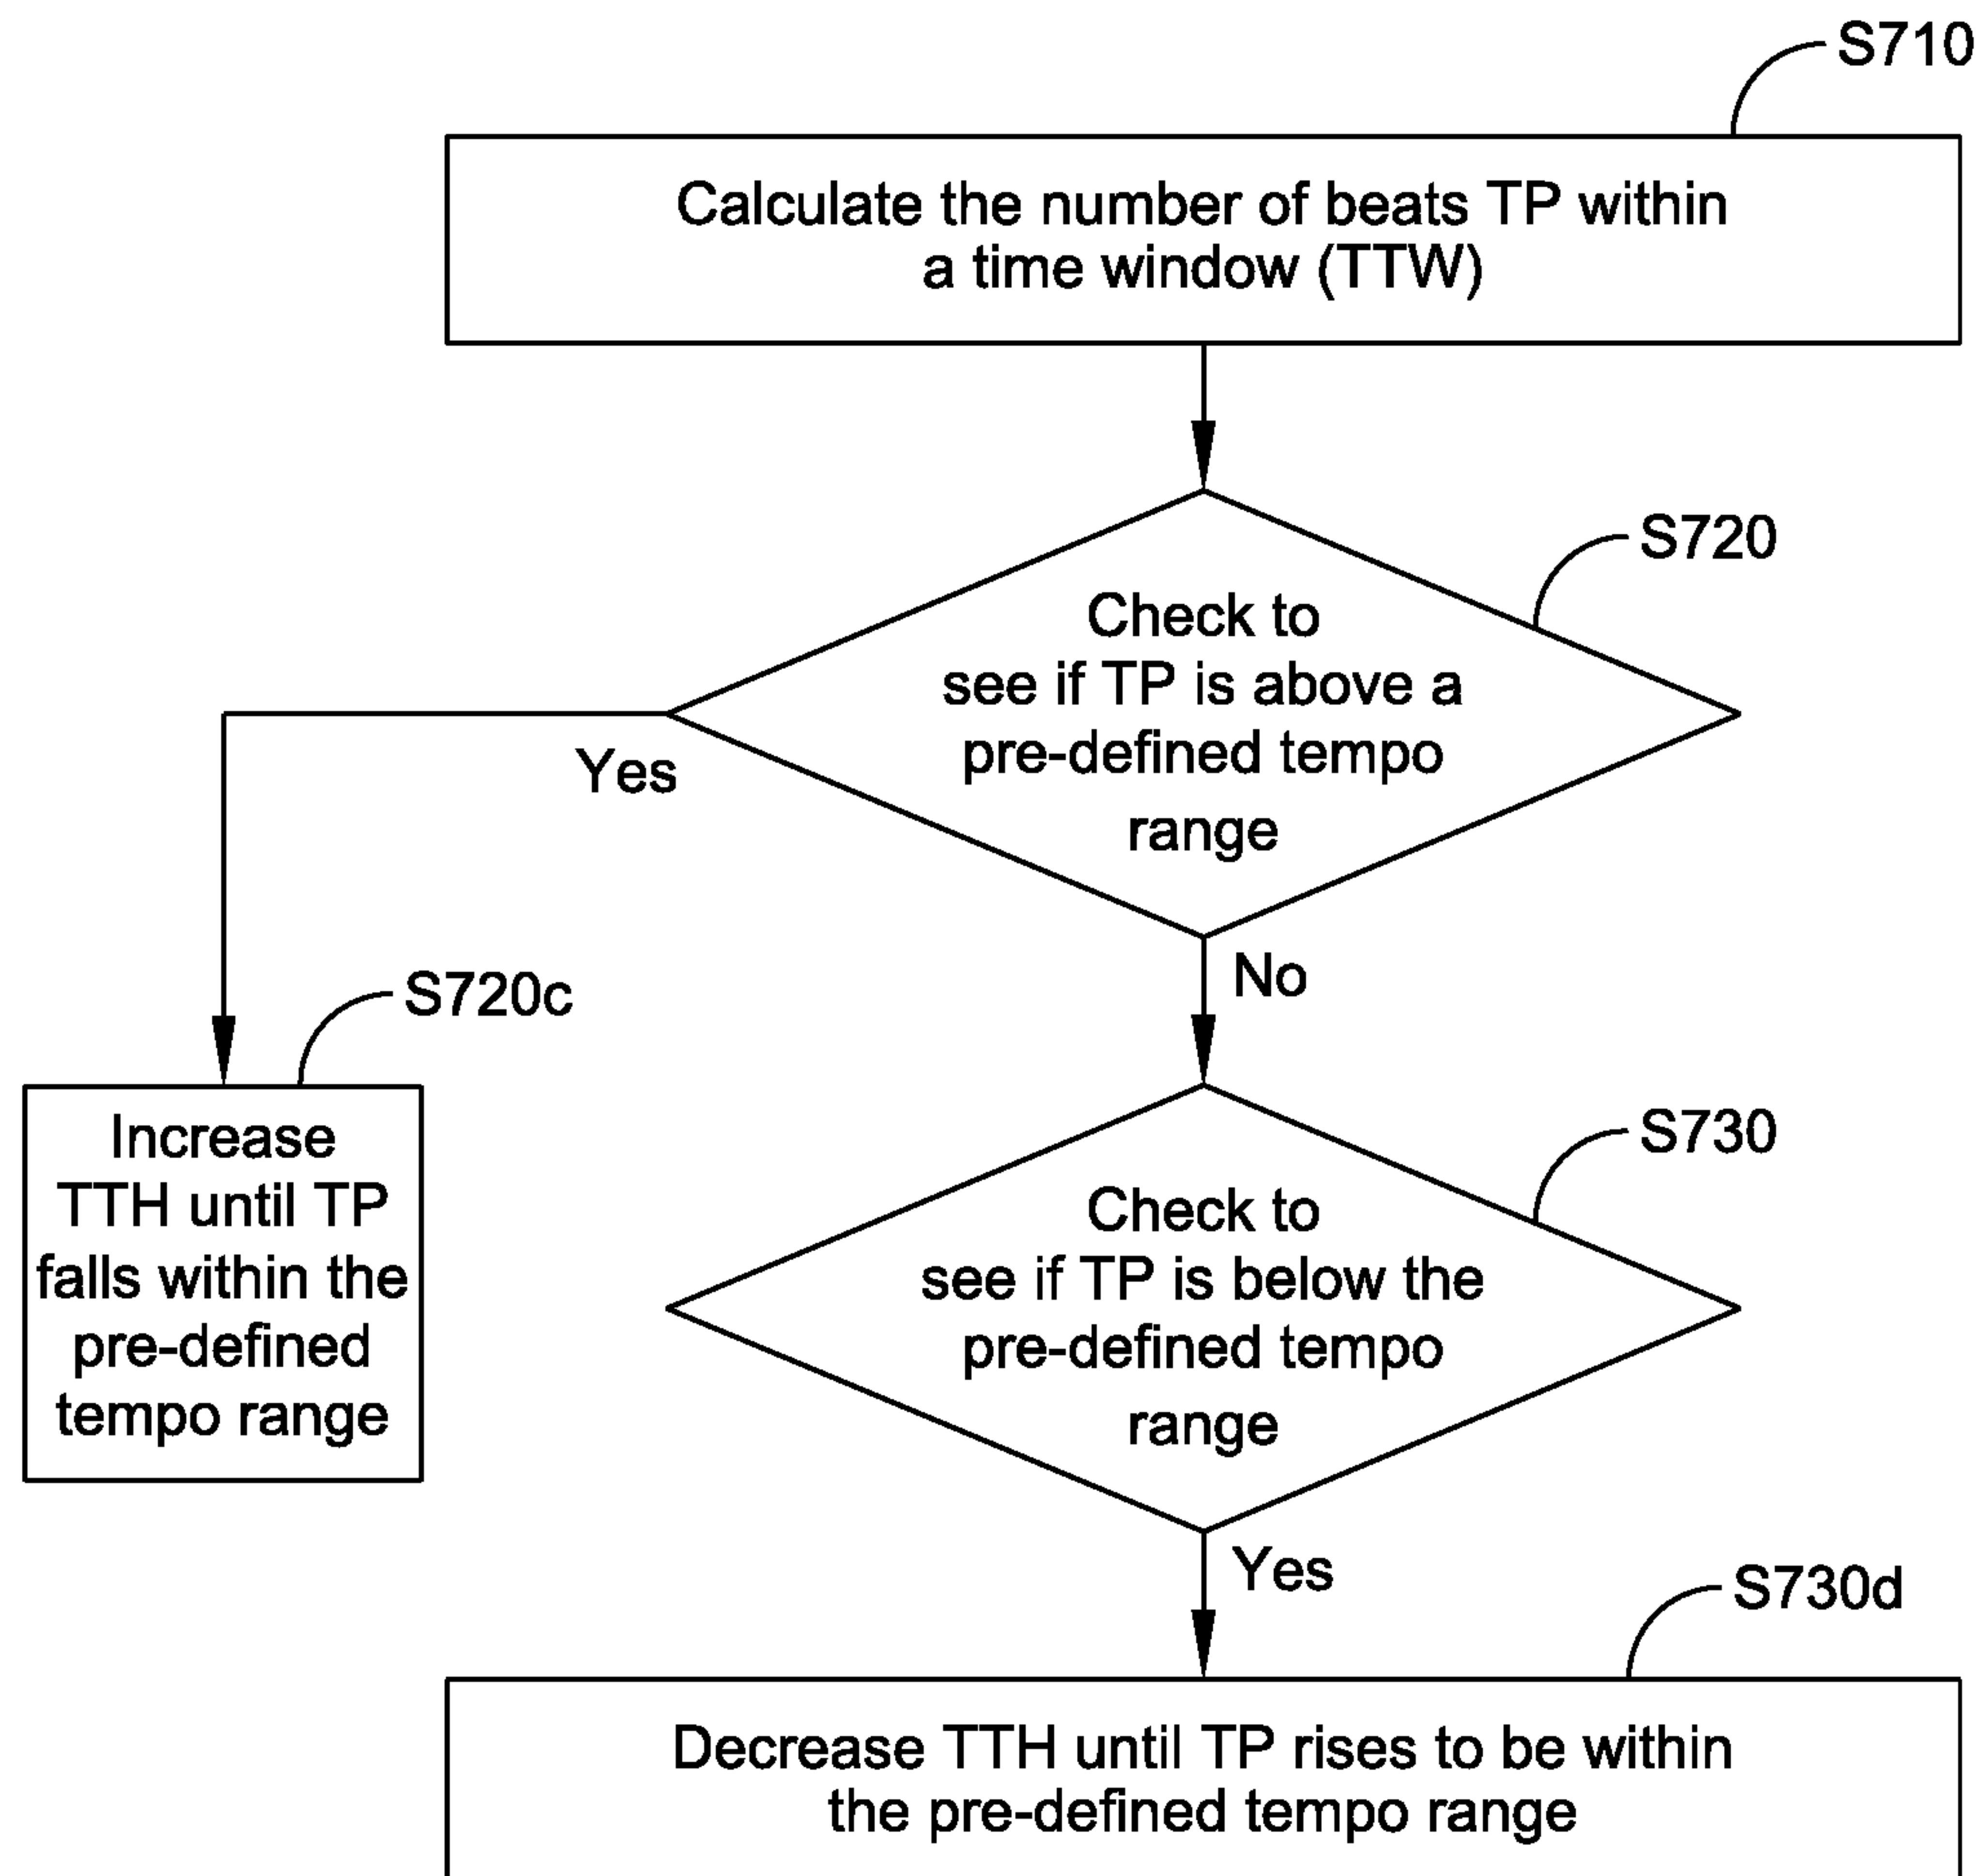 S710
Calculate the number of beats TP within
a time window (TTW)
S720
Check to
see if TP is above a
pre-defined tempo
range
Yes
No
S720c
Increase
TTH until TP
falls within the
pre-defined
tempo range
S730
Check to
see if TP is below the
pre-defined tempo
range
Yes
S730d
Decrease TTH until TP rises to be within
the pre-defined tempo range